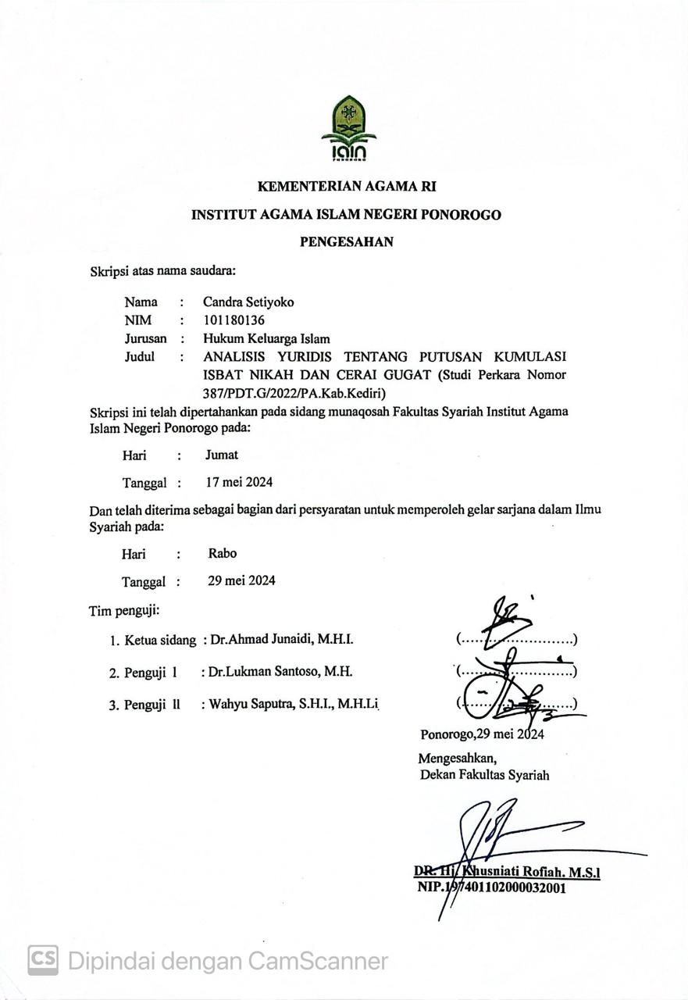 iain
PONOROGO
KEMENTERIAN AGAMA RI
INSTITUT AGAMA ISLAM NEGERI PONOROGO
PENGESAHAN
Skripsi atas nama saudara:
Nama : Candra Setiyoko
NIM : 101180136
Jurusan : Hukum Keluarga Islam
Judul : ANALISIS YURIDIS TENTANG PUTUSAN KUMULASI
ISBAT NIKAH DAN CERAI GUGAT (Studi Perkara Nomor
387/PDT.G/2022/PA.Kab.Kediri)
Skripsi ini telah dipertahankan pada sidang munaqosah Fakultas Syariah Institut Agama
Islam Negeri Ponorogo pada:
Hari : Jumat
Tanggal : 17 mei 2024
Dan telah diterima sebagai bagian dari persyaratan untuk memperoleh gelar sarjana dalam Ilmu
Syariah pada:
Hari : Rabo
Tanggal : 29 mei 2024
Tim penguji:
1. Ketua sidang : Dr.Ahmad Junaidi, M.H.I. (..............................)
2. Penguji l : Dr.Lukman Santoso, M.H. (..............................)
3. Penguji ll : Wahyu Saputra, S.H.I., M.H.Li. (..............................)
Ponorogo,29 mei 2024
Mengesahkan,
Dekan Fakultas Syariah
DR. Hj. Khusniati Rofiah. M.S.l
NIP.197401102000032001
CS Dipindai dengan CamScanner